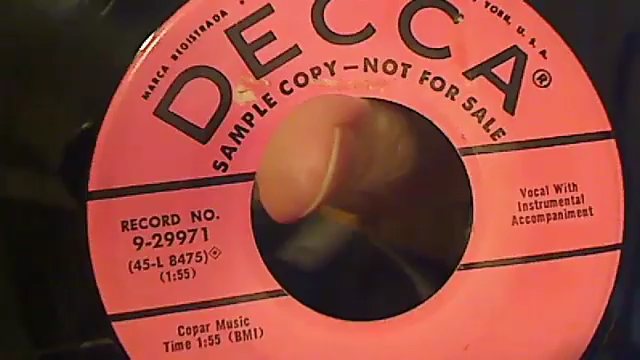 MARCA REGISTRADA •
YORK, U. S. A.
DECCA®
SAMPLE COPY—NOT FOR SALE
RECORD NO.
9-29971
(45-L 8475)
(1:55)
Vocal With
Instrumental
Accompaniment
Copar Music
Time 1:55 (BMI)